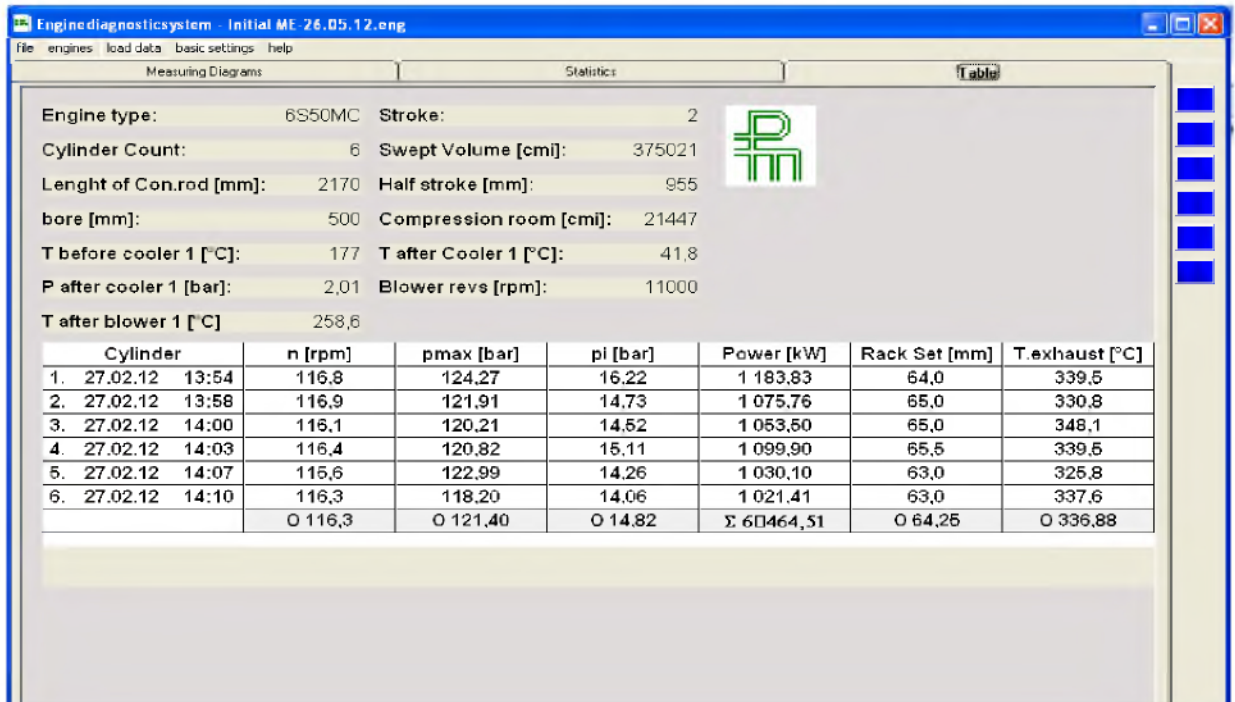 Enginediagnosticsystem - Initial ME-26.05.12.eng
file engines load data basic settings help
Measuring Diagrams Statistics Table
Engine type: 6S50MC Stroke: 2
Cylinder Count: 6 Swept Volume [cmi]: 375021
Lenght of Con.rod [mm]: 2170 Half stroke [mm]: 955
bore [mm]: 500 Compression room [cmi]: 21447
T before cooler 1 [°C]: 177 T after Cooler 1 [°C]: 41,8
P after cooler 1 [bar]: 2,01 Blower revs [rpm]: 11000
T after blower 1 [°C] 258,6
Cylinder n [rpm] pmax [bar] pi [bar] Power [kW] Rack Set [mm] T.exhaust [°C]
1. 27.02.12 13:54 116,8 124,27 16,22 1 183,83 64,0 339,5
2. 27.02.12 13:58 116,9 121,91 14,73 1 075,76 65,0 330,8
3. 27.02.12 14:00 116,1 120,21 14,52 1 053,50 65,0 348,1
4. 27.02.12 14:03 116,4 120,82 15,11 1 099,90 65,5 339,5
5. 27.02.12 14:07 115,6 122,99 14,26 1 030,10 63,0 325,8
6. 27.02.12 14:10 116,3 118,20 14,06 1 021,41 63,0 337,6
O 116,3 O 121,40 O 14,82 Σ 6□464,51 O 64,25 O 336,88